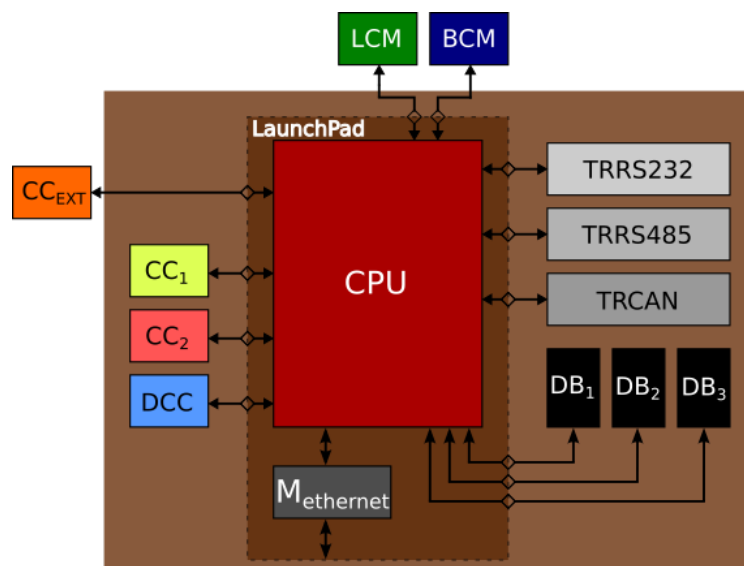 LCM
BCM
LaunchPad
TRRS232
CC_EXT
TRRS485
CC_1
CPU
TRCAN
CC_2
DB_1
DB_2
DB_3
DCC
M_ethernet